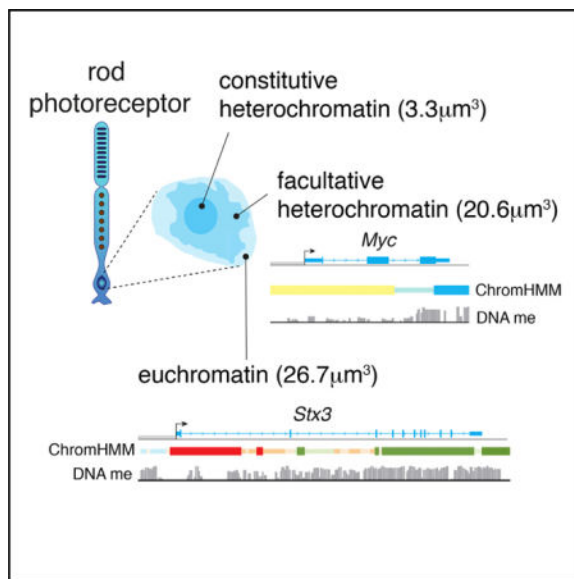 rod
photoreceptor
constitutive
heterochromatin (3.3μm³)
facultative
heterochromatin (20.6μm³)
Myc
ChromHMM
DNA me
euchromatin (26.7μm³)
Stx3
ChromHMM
DNA me